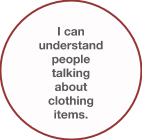 I can
understand
people
talking
about
clothing
items.